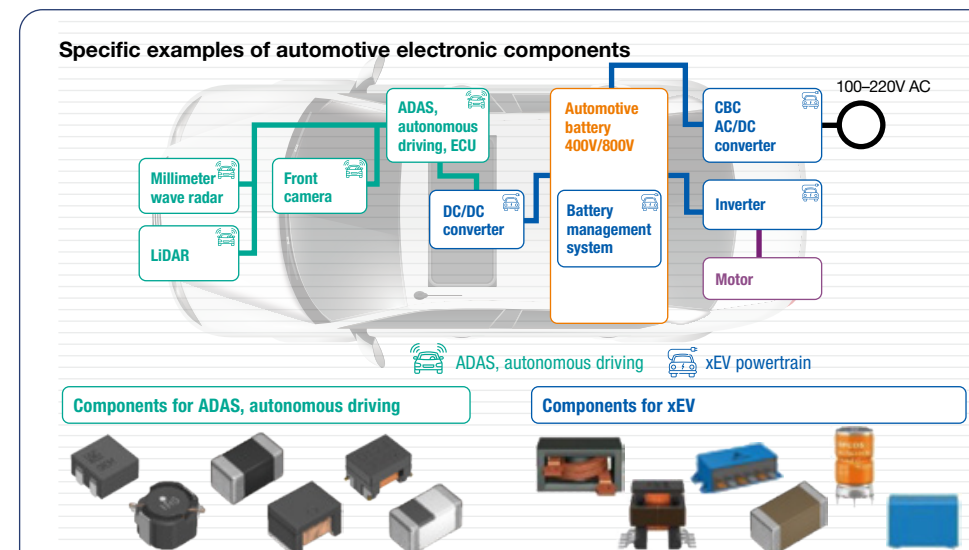 Specific examples of automotive electronic components
100–220V AC
ADAS,
autonomous
driving, ECU
Automotive
battery
400V/800V
CBC
AC/DC
converter
Millimeter
wave radar
Front
camera
DC/DC
converter
Battery
management
system
Inverter
LiDAR
Motor
ADAS, autonomous driving
xEV powertrain
Components for ADAS, autonomous driving
Components for xEV